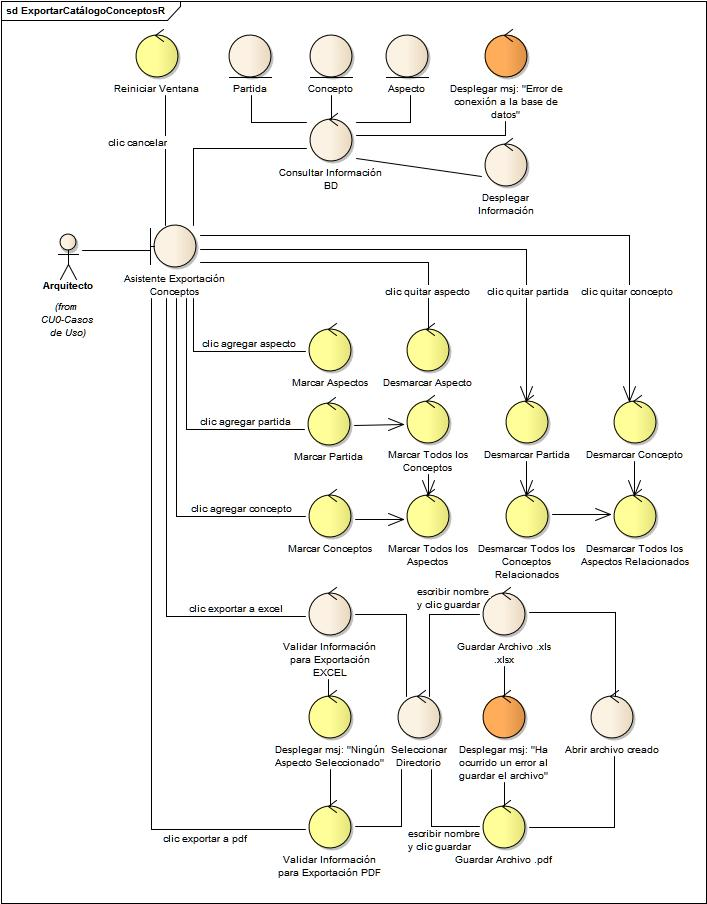 sd ExportarCatálogoConceptosR
Reiniciar Ventana
Partida
Concepto
Aspecto
Desplegar msj: "Error de
conexión a la base de
datos"
clic cancelar
Consultar Información
BD
Desplegar
Información
Arquitecto
(from
CU0-Casos
de Uso)
Asistente Exportación
Conceptos
clic quitar aspecto
clic quitar partida
clic quitar concepto
clic agregar aspecto
Marcar Aspectos
Desmarcar Aspecto
clic agregar partida
Marcar Partida
Marcar Todos los
Conceptos
Desmarcar Partida
Desmarcar Concepto
clic agregar concepto
Marcar Conceptos
Marcar Todos los
Aspectos
Desmarcar Todos los
Conceptos
Relacionados
Desmarcar Todos los
Aspectos Relacionados
clic exportar a excel
escribir nombre
y clic guardar
Validar Información
para Exportación
EXCEL
Guardar Archivo .xls
.xlsx
Desplegar msj: "Ningún
Aspecto Seleccionado"
Seleccionar
Directorio
Desplegar msj: "Ha
ocurrido un error al
guardar el archivo"
Abrir archivo creado
clic exportar a pdf
escribir nombre
y clic guardar
Validar Información
para Exportación PDF
Guardar Archivo .pdf